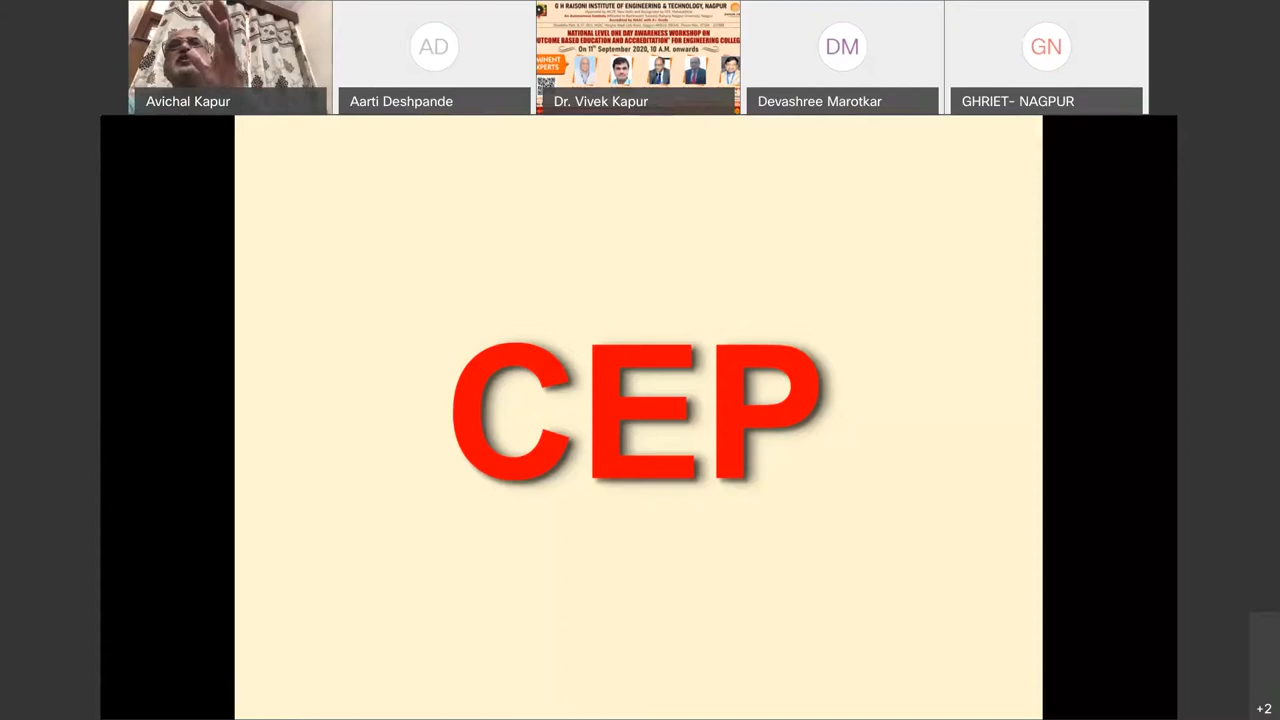 G H RAISONI INSTITUTE OF ENGINEERING & TECHNOLOGY, NAGPUR
NATIONAL LEVEL ONE DAY AWARENESS WORKSHOP ON
OUTCOME BASED EDUCATION AND ACCREDITATION" FOR ENGINEERING COLLEG
On 11th September 2020, 10 A.M. onwards
MINENT
XPERTS
AD
DM
GN
Avichal Kapur
Aarti Deshpande
Dr. Vivek Kapur
Devashree Marotkar
GHRIET- NAGPUR
CEP
+2